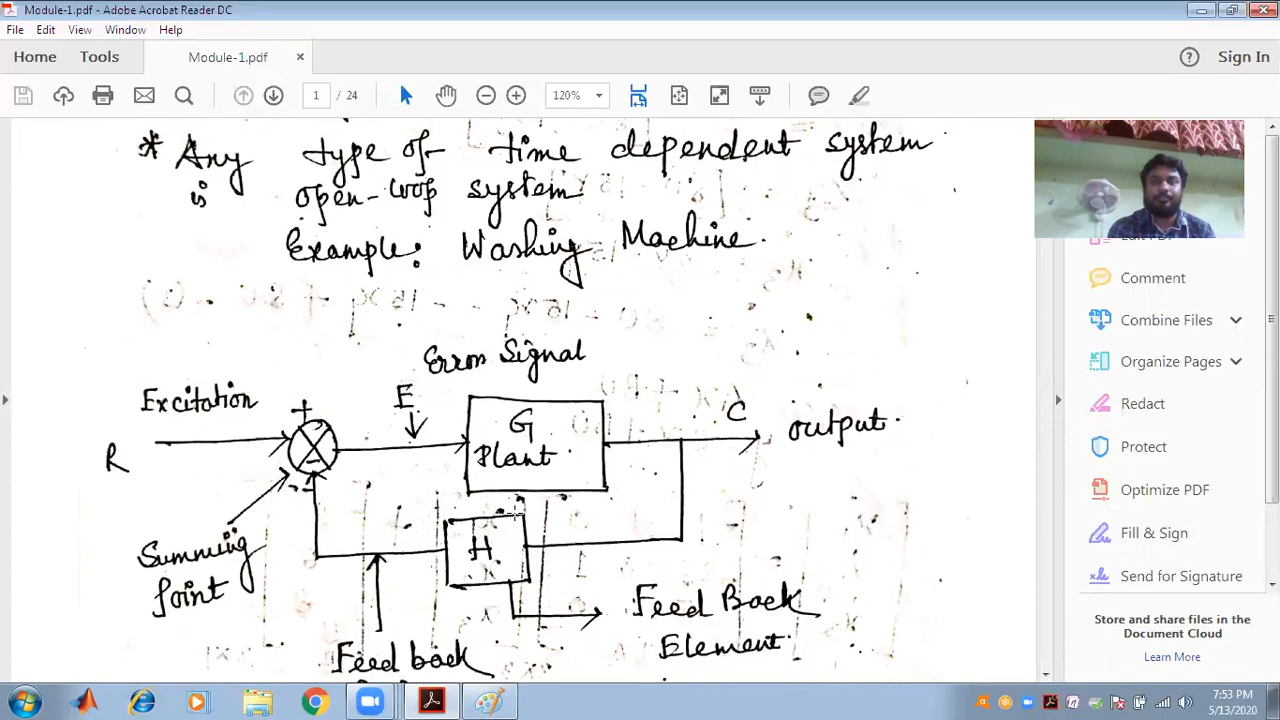 Module-1.pdf - Adobe Acrobat Reader DC
File Edit View Window Help
Home Tools Module-1.pdf × Sign In
1 / 24 120%
* Any type of time dependent system
is open-loop system
Example: Washing Machine.
Error Signal
Excitation
+ E
G
Plant
C
output.
R
-
H
Summing
Point
Feed Back
Element.
Feed back
Comment
Combine Files
Organize Pages
Redact
Protect
Optimize PDF
Fill & Sign
Send for Signature
Store and share files in the
Document Cloud
Learn More
7:53 PM
5/13/2020